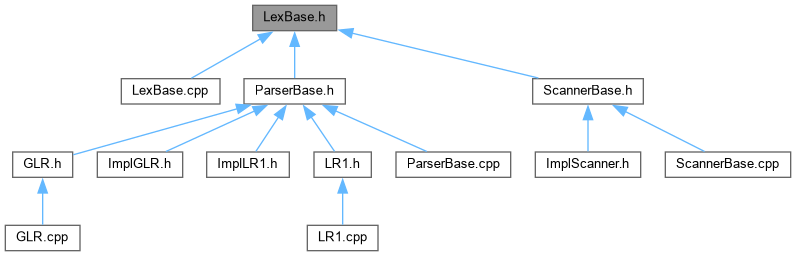 LexBase.h
LexBase.cpp
ParserBase.h
ScannerBase.h
GLR.h
ImplGLR.h
ImplLR1.h
LR1.h
ParserBase.cpp
ImplScanner.h
ScannerBase.cpp
GLR.cpp
LR1.cpp